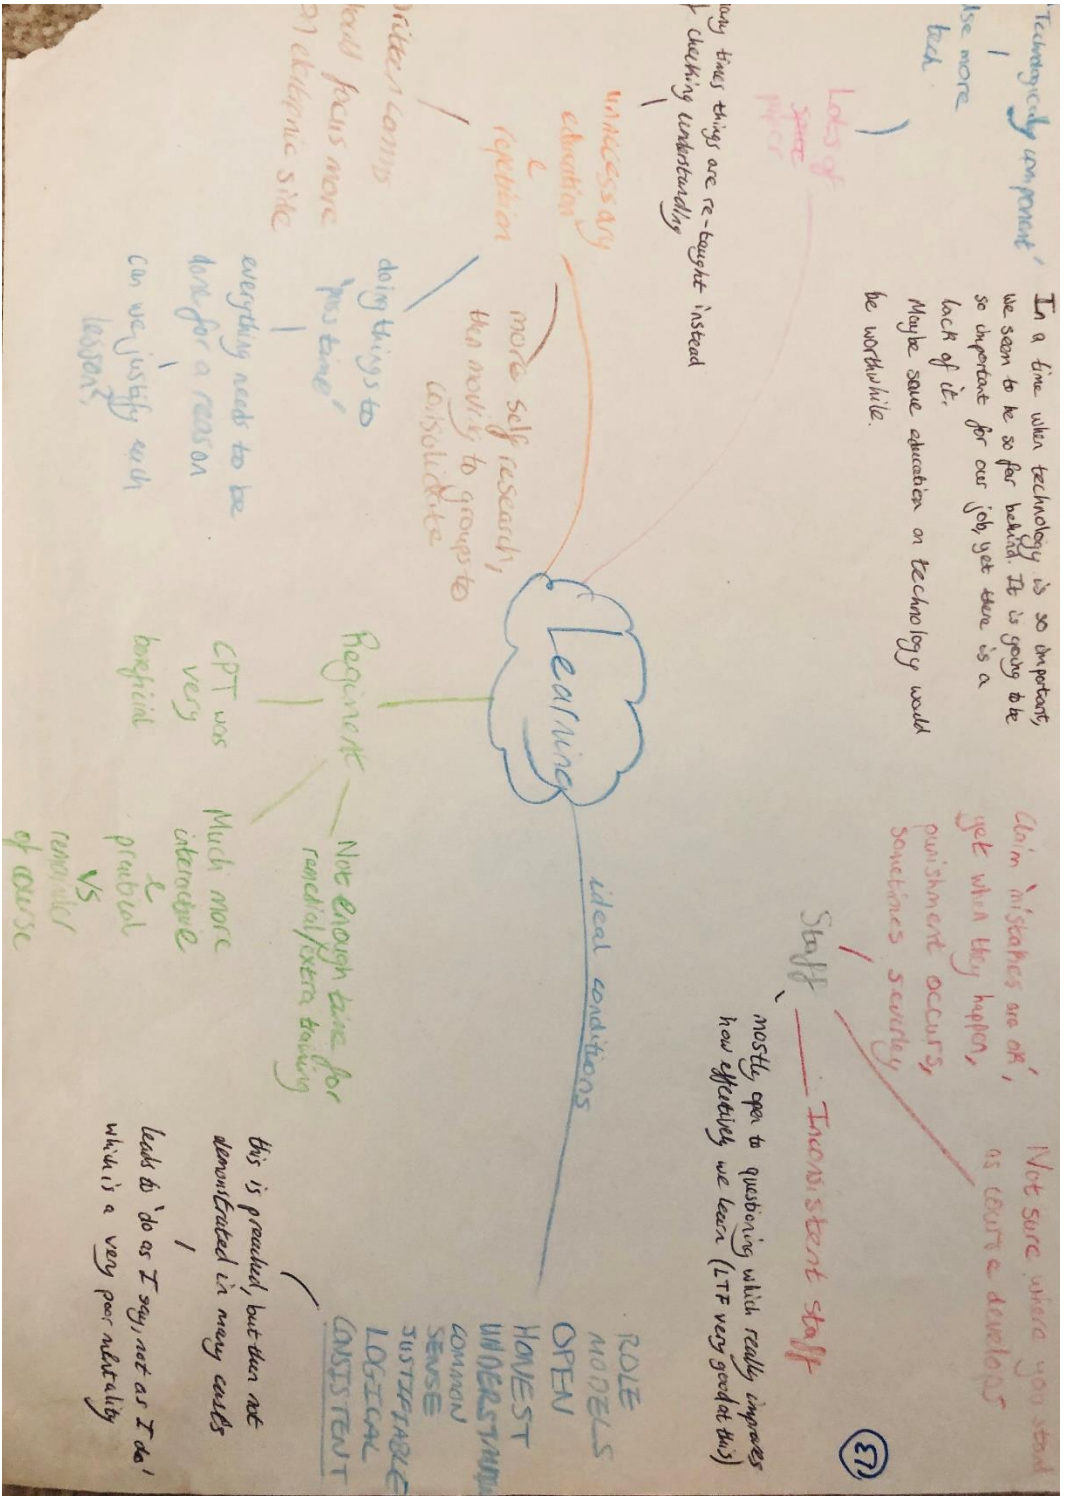 'Technologically component'
Use more
tech
In a time when technology is so important,
we seem to be so far behind. It is going to be
so important for our job, yet there is a
lack of it.
Maybe some education on technology would
be worthwhile.
Claim 'mistakes are ok',
yet when they happen,
punishment occurs,
sometimes severley
Not sure where you stand
as course develops
Staff
Inconsistent staff
mostly open to questioning which really improves
how effectively we learn (LTF very good at this)
Lots of
paper
many times things are re-taught instead
of checking understanding
unnecessary
education
&
repetition
more self research,
then moving to groups to
consolidate
Written comms
focus more
on electronic side
doing things to
'pass time'
everything needs to be
done for a reason
can we justify each
lesson?
Learning
ideal conditions
ROLE
MODELS
OPEN
HONEST
COMMON
SENSE
JUSTIFIABLE
LOGICAL
CONSISTENT
this is preached, but then not
demonstrated in many cases
leads to 'do as I say, not as I do'
which is a very poor mentality
Regiment
Not enough time for
remedial/extra training
CPT was
very
beneficial
Much more
interactive
&
practical
vs
remainder
of course